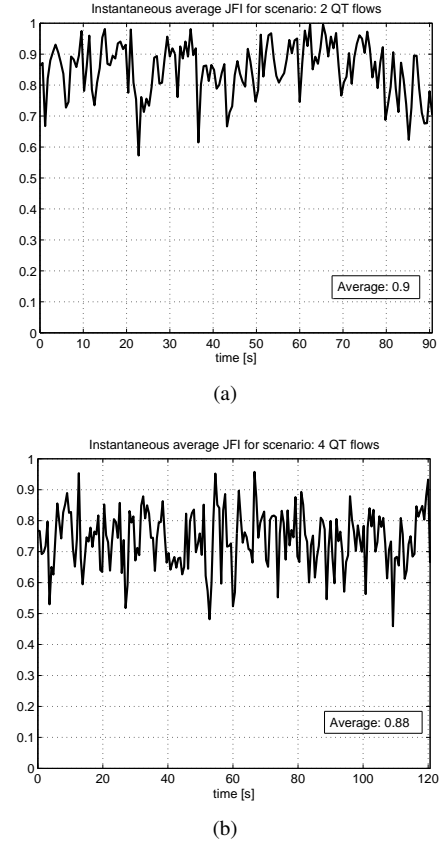 Instantaneous average JFI for scenario: 2 QT flows
1
0.9
0.8
0.7
0.6
0.5
0.4
0.3
0.2
0.1
0
Average: 0.9
0 10 20 30 40 50 60 70 80 90
time [s]
(a)
Instantaneous average JFI for scenario: 4 QT flows
1
0.9
0.8
0.7
0.6
0.5
0.4
0.3
0.2
0.1
0
Average: 0.88
0 20 40 60 80 100 120
time [s]
(b)